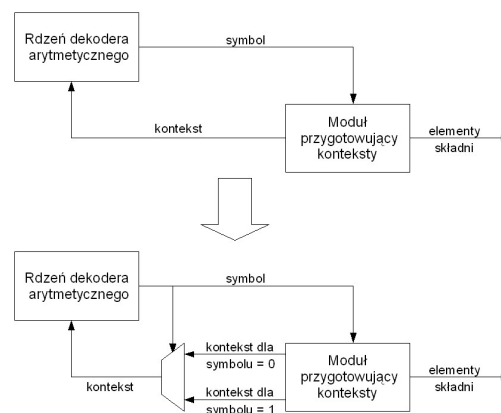 Rdzeń dekodera
arytmetycznego
symbol
kontekst
Moduł
przygotowujący
konteksty
elementy
składni
Rdzeń dekodera
arytmetycznego
symbol
kontekst dla
symbolu = 0
kontekst
kontekst dla
symbolu = 1
Moduł
przygotowujący
konteksty
elementy
składni